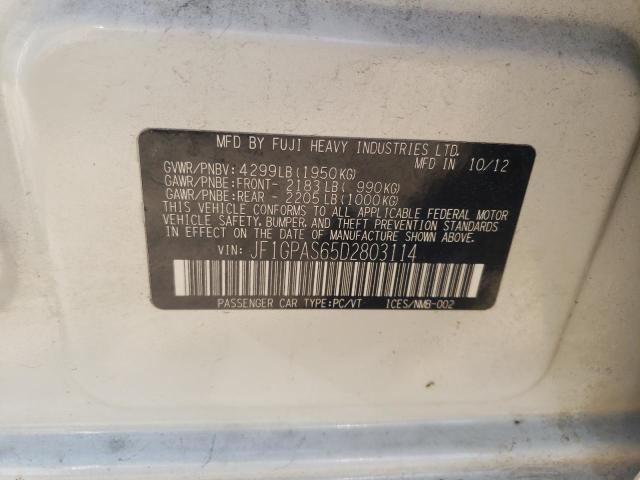 MFD BY FUJI HEAVY INDUSTRIES LTD.
MFD IN 10/12
GVWR/PNBV: 4299LB(1950KG)
GAWR/PNBE:FRONT- 2183LB( 990KG)
GAWR/PNBE:REAR - 2205LB(1000KG)
THIS VEHICLE CONFORMS TO ALL APPLICABLE FEDERAL MOTOR
VEHICLE SAFETY,BUMPER,AND THEFT PREVENTION STANDARDS
IN EFFECT ON THE DATE OF MANUFACTURE SHOWN ABOVE.
VIN: JF1GPAS65D2803114
PASSENGER CAR TYPE:PC/VT ICES/NMB-002